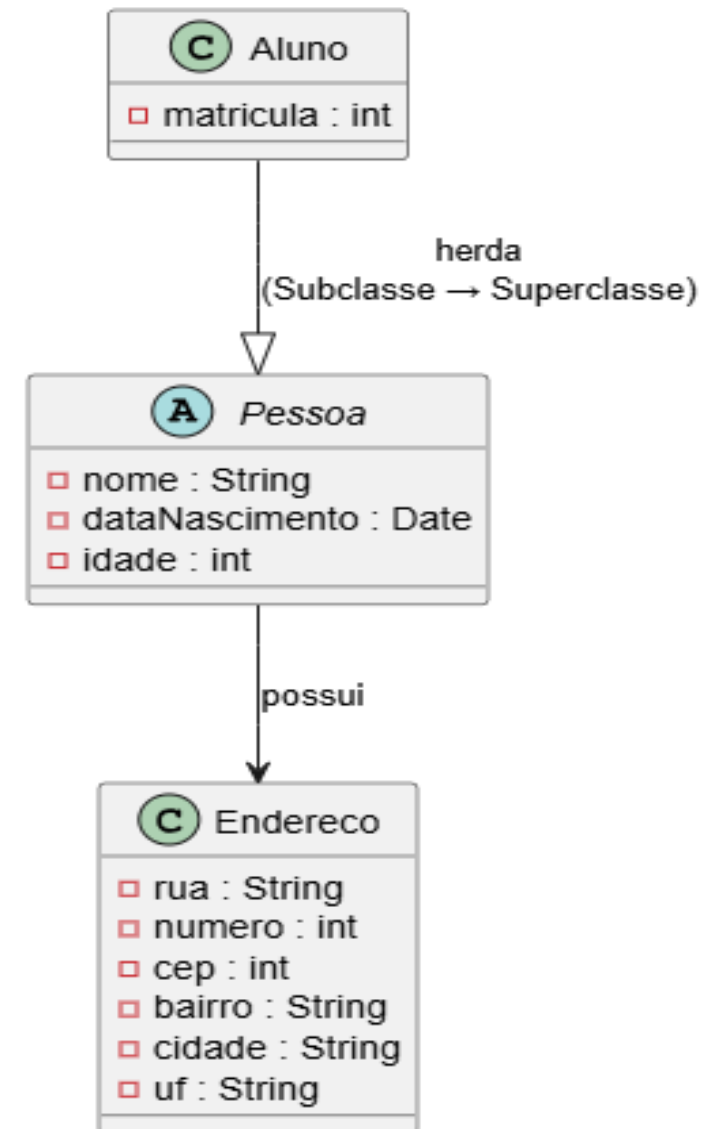 C Aluno
matricula : int
herda
(Subclasse → Superclasse)
A Pessoa
nome : String
dataNascimento : Date
idade : int
possui
C Endereco
rua : String
numero : int
cep : int
bairro : String
cidade : String
uf : String